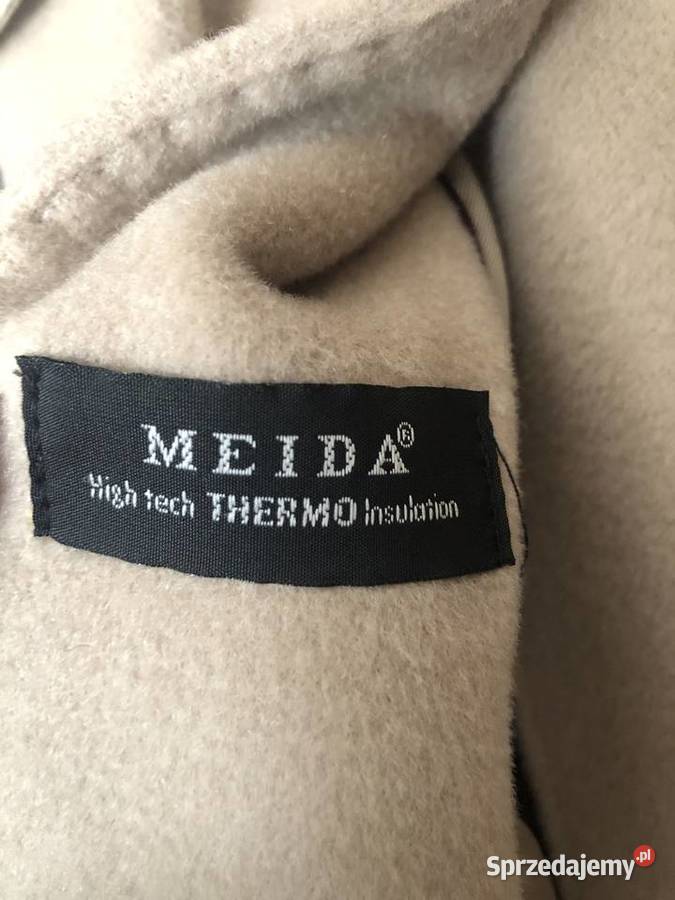 MEIDA®
High tech THERMO Insulation
Sprzedajemy.pl